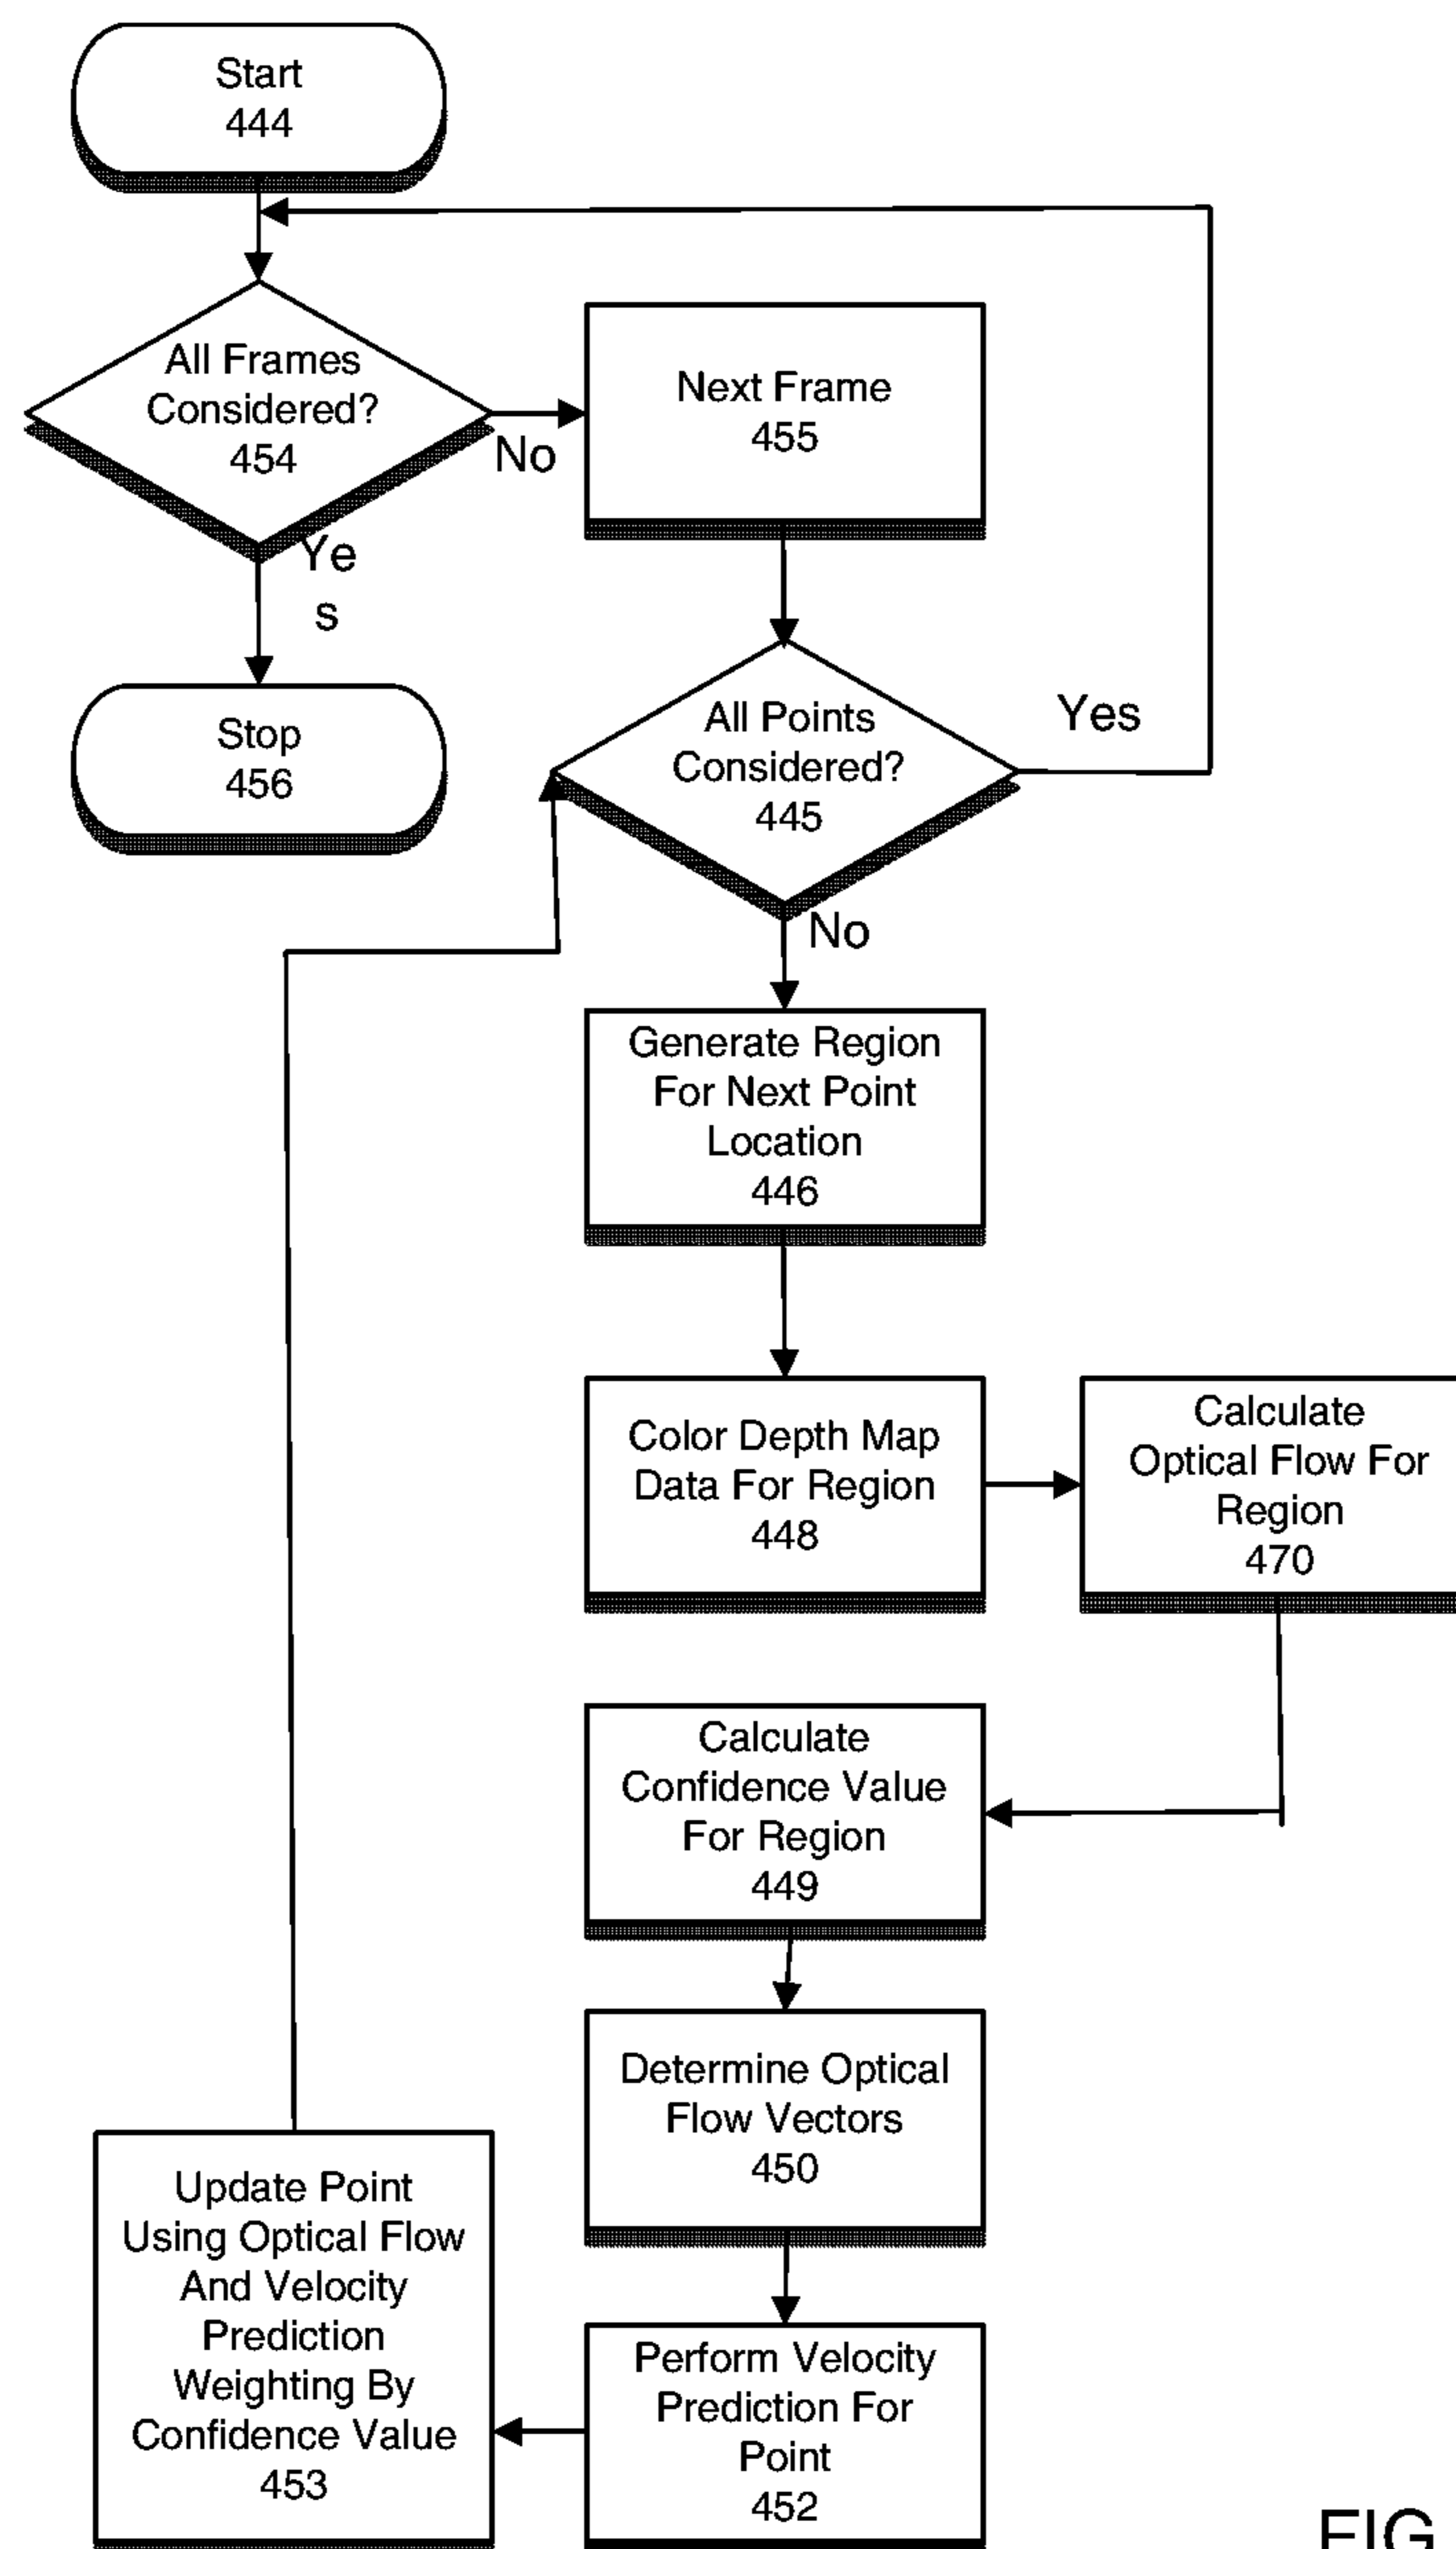 Start
444
All Frames
Considered?
454
No
Next Frame
455
Ye
s
Stop
456
All Points
Considered?
445
Yes
No
Generate Region
For Next Point
Location
446
Color Depth Map
Data For Region
448
Calculate
Optical Flow For
Region
470
Calculate
Confidence Value
For Region
449
Determine Optical
Flow Vectors
450
Update Point
Using Optical Flow
And Velocity
Prediction
Weighting By
Confidence Value
453
Perform Velocity
Prediction For
Point
452
FIG